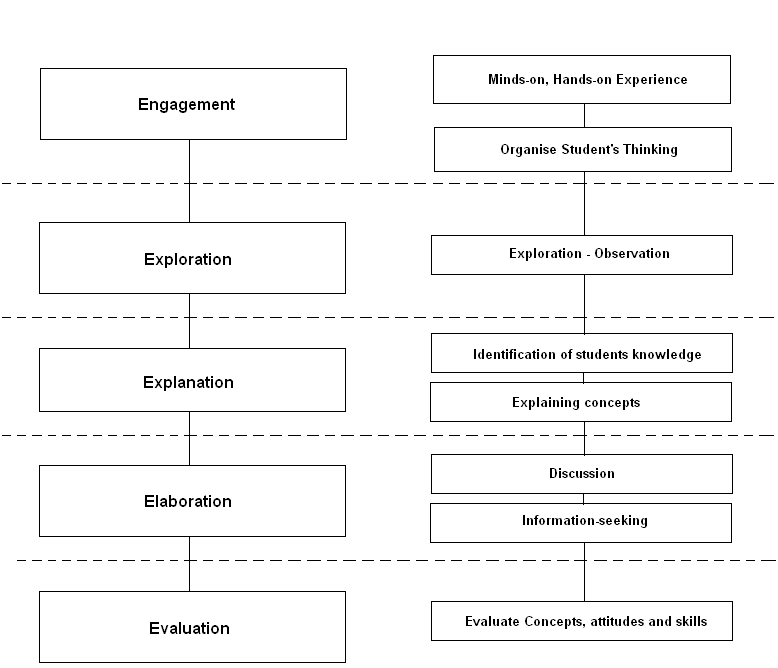 Engagement
Minds-on, Hands-on Experience
Organise Student's Thinking
Exploration
Exploration - Observation
Explanation
Identification of students knowledge
Explaining concepts
Elaboration
Discussion
Information-seeking
Evaluation
Evaluate Concepts, attitudes and skills